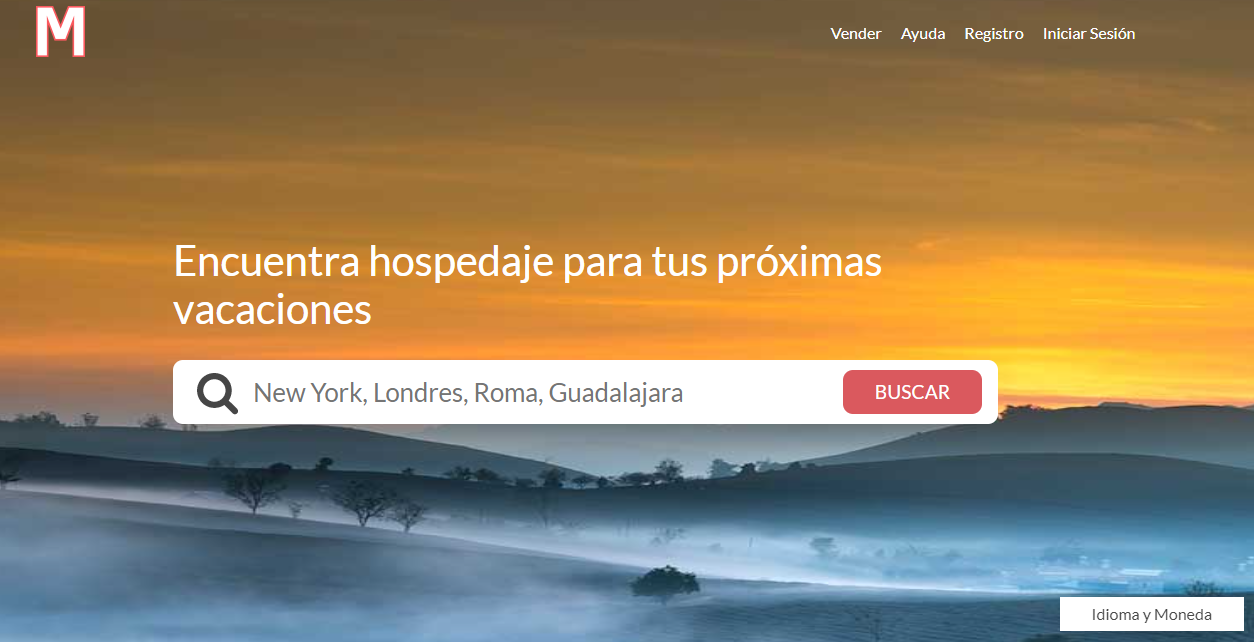 M
Vender
Ayuda
Registro
Iniciar Sesión
Encuentra hospedaje para tus próximas
vacaciones
New York, Londres, Roma, Guadalajara
BUSCAR
Idioma y Moneda